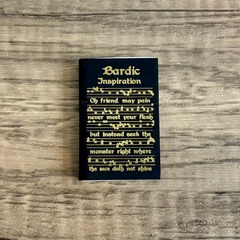 Bardic
Inspiration
Oh friend, may pain
never meet your flesh
but instead seek the
monster right where
the sun doth not shine